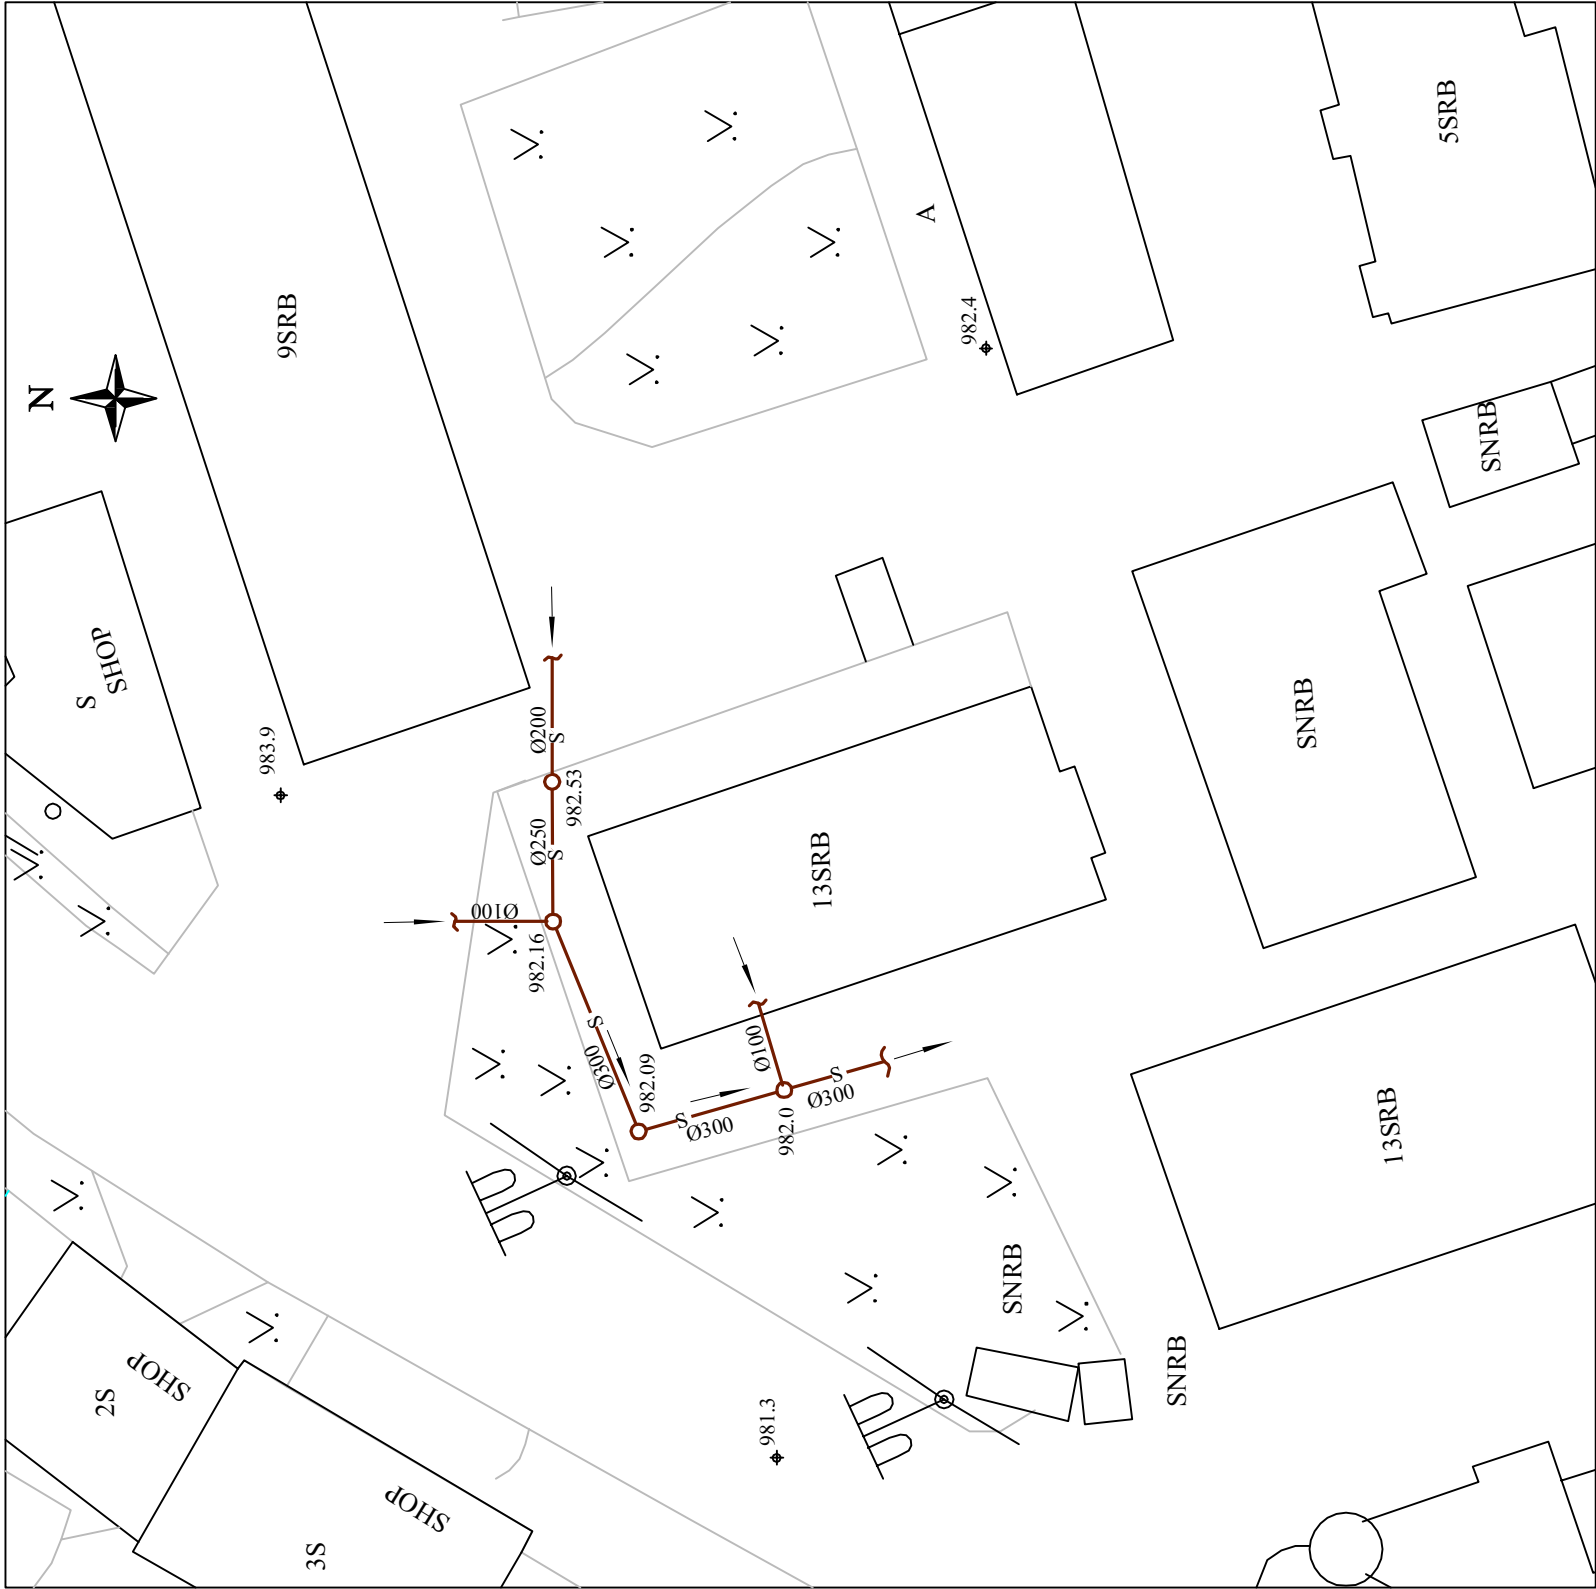 N
5SRB
A
9SRB
982.4
SNRB
S
SHOP
983.9
Ø200
S
982.53
Ø250
S
SNRB
13SRB
Ø100
982.16
S
Ø300
982.09
Ø100
S
Ø300
S
Ø300
982.0
13SRB
SNRB
SNRB
2S
SHOP
981.3
SHOP
3S